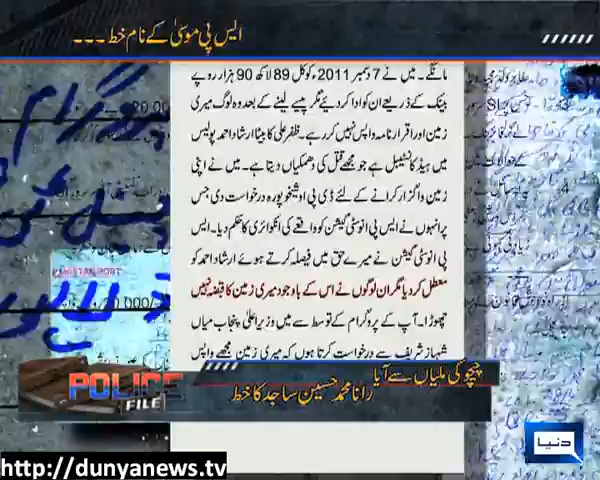 ایس پی موسیٰ کے نام خط ۔۔۔
مانگے۔ میں نے 7 دسمبر 2011ء کو کل 89 لاکھ 90 ہزار روپے
بینک کے ذریعے ان کو ادا کر دیئے مگر پیسے لینے کے بعد وہ لوگ میری
زمین اور اقرار نامہ واپس نہیں کر رہے۔ ظفر علی کا بیٹا ارشاد احمد پولیس
میں ہیڈ کانسٹیبل ہے جو مجھے قتل کی دھمکیاں دیتا ہے۔ میں نے اپنی
زمین واگزار کرانے کے لئے ڈی پی او شیخوپورہ درخواست دی جس
پر انہوں نے ایس پی انوسٹی گیشن کو واقعے کی انکوائری کا حکم دیا۔ ایس
پی انوسٹی گیشن نے میرے حق میں فیصلہ کرتے ہوئے ارشاد احمد کو
معطل کر دیا مگر ان لوگوں نے اس کے باوجود میری زمین کا قبضہ نہیں
چھوڑا۔ آپ کے پروگرام کے توسط سے میں وزیراعلیٰ پنجاب میاں
شہباز شریف سے درخواست کرتا ہوں کہ میری زمین مجھے واپس
PAKISTAN POST
POLICE
FILE
چیچو کی ملیاں سے آیا
رانا محمد حسین ساجد کا خط
دنیا
http://dunyanews.tv